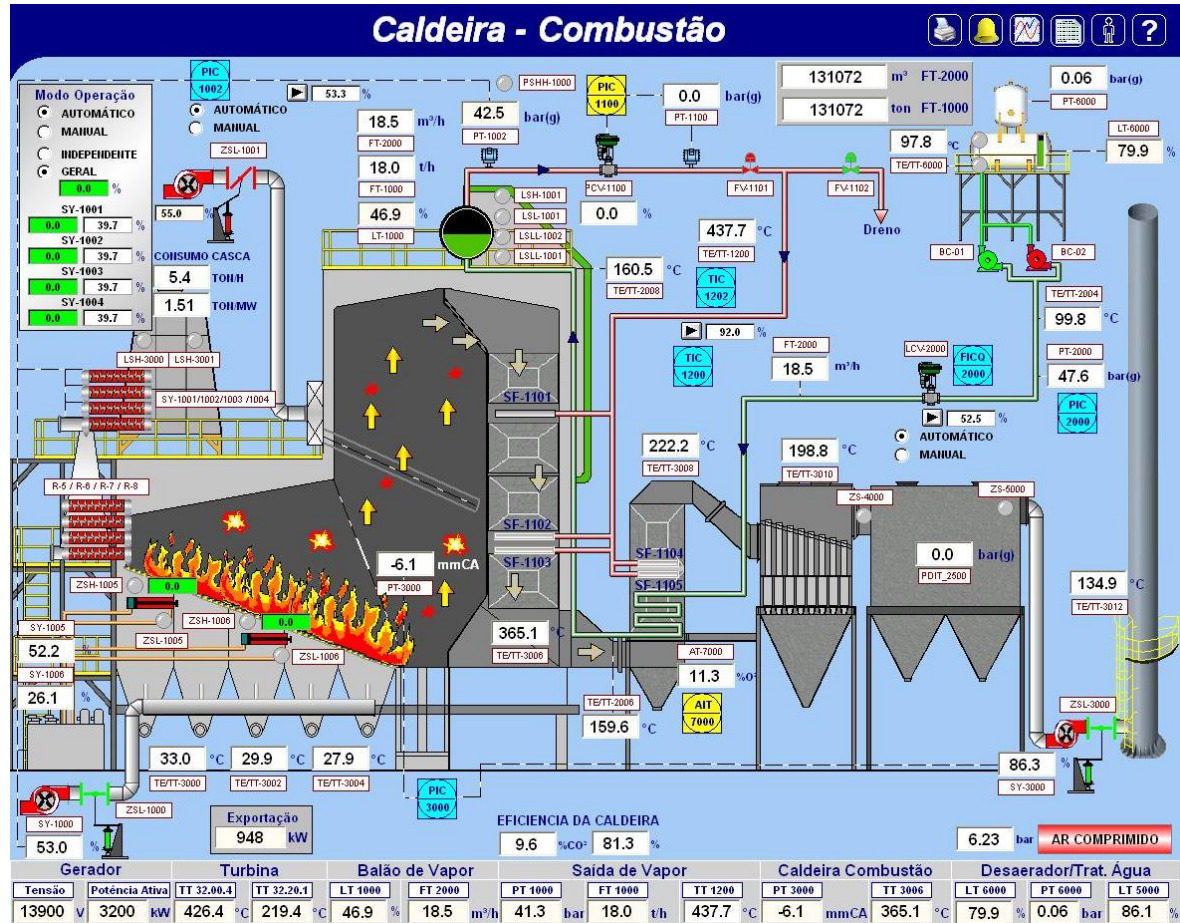 Caldeira - Combustão
?
Modo Operação
AUTOMÁTICO
MANUAL
INDEPENDENTE
GERAL
0.0 %
SY-1001
0.0 39.7 %
SY-1002
0.0 39.7 %
SY-1003
0.0 39.7 %
SY-1004
0.0 39.7 %
PIC 1002
53.3 %
AUTOMÁTICO
MANUAL
ZSL-1001
55.0 %
CONSUMO CASCA
5.4 TON/H
1.51 TON/MW
18.5 m³/h
FT-2000
18.0 t/h
FT-1000
46.9 %
LT-1000
PSHH-1000
42.5 bar(g)
PT-1002
PIC 1100
0.0 bar(g)
PT-1100
PCV-1100
0.0 %
FV-1101
FV-1102
Dreno
131072 m³ FT-2000
131072 ton FT-1000
0.06 bar(g)
PT-6000
97.8 °C
TE/TT-6000
LT-6000
79.9 %
LSH-1001
LSL-1001
LSLL-1002
LSLL-1001
437.7 °C
TE/TT-1200
TIC 1202
160.5 °C
TE/TT-2008
92.0 %
TIC 1200
BC-01
BC-02
TE/TT-2004
99.8 °C
PT-2000
47.6 bar(g)
PIC 2000
FT-2000
18.5 m³/h
LCV-2000
FICQ 2000
52.5 %
AUTOMÁTICO
MANUAL
LSH-3000 LSH-3001
SY-1001/1002/1003 /1004
R-5 / R-6 / R-7 / R-8
SF-1101
SF-1102
SF-1103
222.2 °C
TE/TT-3008
198.8 °C
TE/TT-3010
ZS-4000
ZS-5000
SF-1104
SF-1105
0.0 bar(g)
PDIT_2500
134.9 °C
TE/TT-3012
-6.1 mmCA
PT-3000
ZSH-1005
0.0
ZSL-1005
ZSH-1006
0.0
ZSL-1006
SY-1005
52.2 %
SY-1006
26.1 %
365.1 °C
TE/TT-3006
AT-7000
11.3 %O²
AIT 7000
TE/TT-2006
159.6 °C
33.0 °C 29.9 °C 27.9 °C
TE/TT-3000 TE/TT-3002 TE/TT-3004
PIC 3000
ZSL-3000
86.3 %
SY-3000
ZSL-1000
SY-1000
53.0 %
Exportação
948 kW
EFICIENCIA DA CALDEIRA
9.6 %CO² 81.3 %
6.23 bar AR COMPRIMIDO
Gerador Turbina Balão de Vapor Saída de Vapor Caldeira Combustão Desaerador/Trat. Água
Tensão Poténcia Ativa TT 32.00.4 TT 32.20.1 LT 1000 FT 2000 PT 1000 FT 1000 TT 1200 PT 3000 TT 3006 LT 6000 PT 6000 LT 5000
13900 V 3200 kW 426.4 °C 219.4 °C 46.9 % 18.5 m³/h 41.3 bar 18.0 t/h 437.7 °C -6.1 mmCA 365.1 °C 79.9 % 0.06 bar 86.1 %